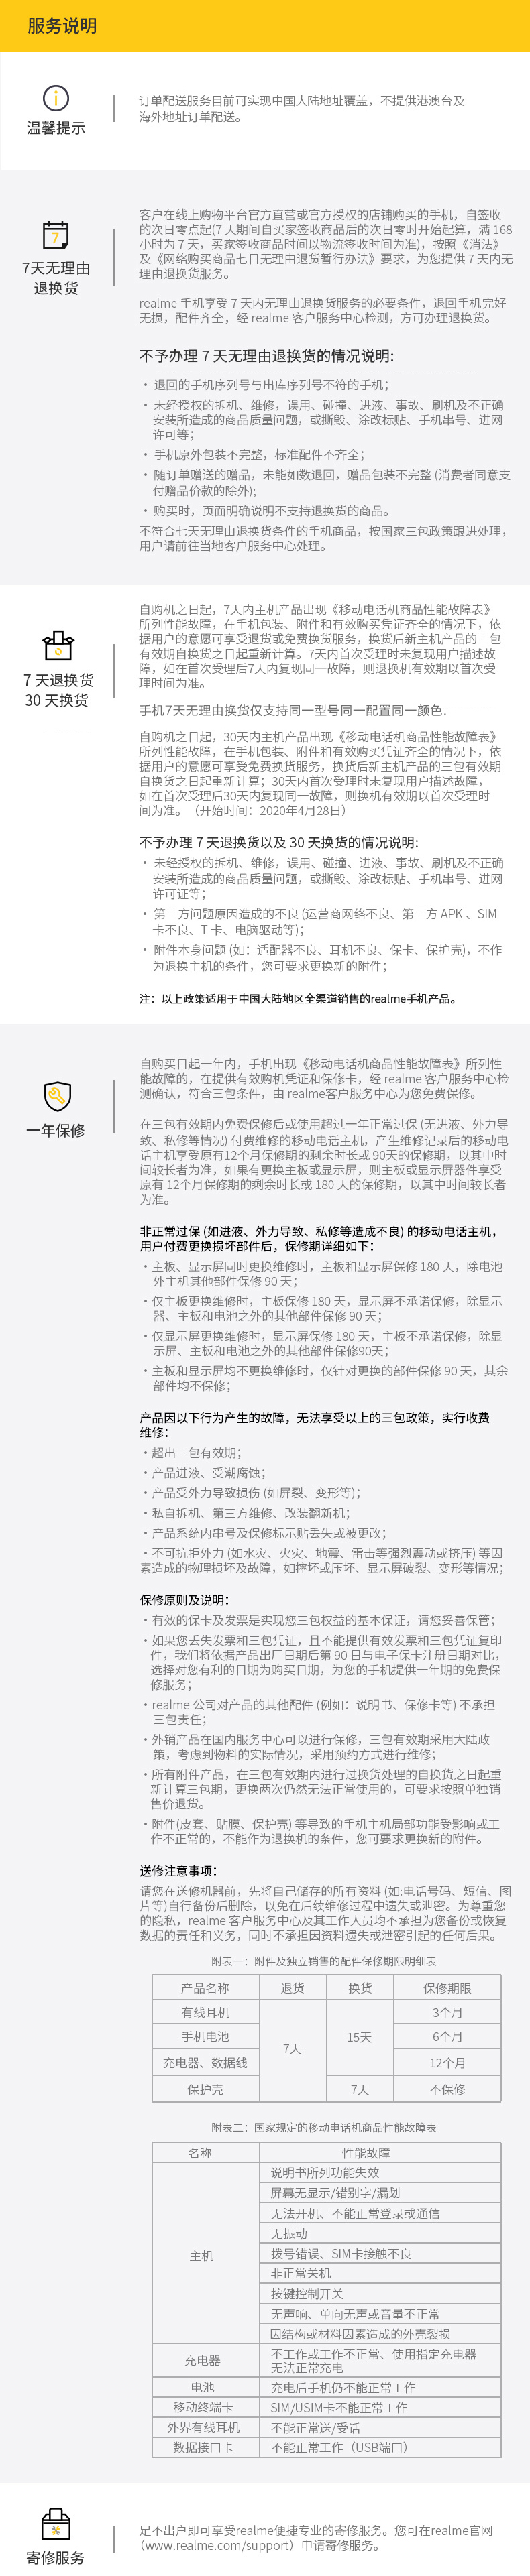 服务说明
温馨提示
订单配送服务目前可实现中国大陆地址覆盖，不提供港澳台及
海外地址订单配送。
7
7天无理由
退换货
客户在线上购物平台官方直营或官方授权的店铺购买的手机，自签收
的次日零点起(7 天期间自买家签收商品后的次日零时开始起算，满 168
小时为 7 天，买家签收商品时间以物流签收时间为准)，按照《消法》
及《网络购买商品七日无理由退货暂行办法》要求，为您提供 7 天内无
理由退换货服务。
realme 手机享受 7 天内无理由退换货服务的必要条件，退回手机完好
无损，配件齐全，经 realme 客户服务中心检测，方可办理退换货。
不予办理 7 天无理由退换货的情况说明:
· 退回的手机序列号与出库序列号不符的手机；
· 未经授权的拆机、维修，误用、碰撞、进液、事故、刷机及不正确
安装所造成的商品质量问题，或撕毁、涂改标贴、手机串号、进网
许可等；
· 手机原外包装不完整，标准配件不齐全；
· 随订单赠送的赠品，未能如数退回，赠品包装不完整 (消费者同意支
付赠品价款的除外);
· 购买时，页面明确说明不支持退换货的商品。
不符合七天无理由退换货条件的手机商品，按国家三包政策跟进处理，
用户请前往当地客户服务中心处理。
7 天退换货
30 天换货
自购机之日起，7天内主机产品出现《移动电话机商品性能故障表》
所列性能故障，在手机包装、附件和有效购买凭证齐全的情况下，依
据用户的意愿可享受退货或免费换货服务，换货后新主机产品的三包
有效期自换货之日起重新计算。7天内首次受理时未复现用户描述故
障，如在首次受理后7天内复现同一故障，则退换机有效期以首次受
理时间为准。
手机7天无理由换货仅支持同一型号同一配置同一颜色.
自购机之日起，30天内主机产品出现《移动电话机商品性能故障表》
所列性能故障，在手机包装、附件和有效购买凭证齐全的情况下，依
据用户的意愿可享受免费换货服务，换货后新主机产品的三包有效期
自换货之日起重新计算；30天内首次受理时未复现用户描述故障，
如在首次受理后30天内复现同一故障，则换机有效期以首次受理时
间为准。（开始时间：2020年4月28日）
不予办理 7 天退换货以及 30 天换货的情况说明:
· 未经授权的拆机、维修，误用、碰撞、进液、事故、刷机及不正确
安装所造成的商品质量问题，或撕毁、涂改标贴、手机串号、进网
许可证等；
· 第三方问题原因造成的不良 (运营商网络不良、第三方 APK 、SIM
卡不良、T 卡、电脑驱动等)；
· 附件本身问题 (如：适配器不良、耳机不良、保卡、保护壳)，不作
为退换主机的条件，您可要求更换新的附件；
注：以上政策适用于中国大陆地区全渠道销售的realme手机产品。
一年保修
自购买日起一年内，手机出现《移动电话机商品性能故障表》所列性
能故障的，在提供有效购机凭证和保修卡，经 realme 客户服务中心检
测确认，符合三包条件，由 realme客户服务中心为您免费保修。
在三包有效期内免费保修后或使用超过一年正常过保 (无进液、外力导
致、私修等情况) 付费维修的移动电话主机，产生维修记录后的移动电
话主机享受原有12个月保修期的剩余时长或 90天的保修期，以其中时
间较长者为准，如果有更换主板或显示屏，则主板或显示屏器件享受
原有 12个月保修期的剩余时长或 180 天的保修期，以其中时间较长者
为准。
非正常过保 (如进液、外力导致、私修等造成不良) 的移动电话主机，
用户付费更换损坏部件后，保修期详细如下：
· 主板、显示屏同时更换维修时，主板和显示屏保修 180 天，除电池
外主机其他部件保修 90 天；
· 仅主板更换维修时，主板保修 180 天，显示屏不承诺保修，除显示
器、主板和电池之外的其他部件保修 90 天；
· 仅显示屏更换维修时，显示屏保修 180 天，主板不承诺保修，除显
示屏、主板和电池之外的其他部件保修90天；
· 主板和显示屏均不更换维修时，仅针对更换的部件保修 90 天，其余
部件均不保修；
产品因以下行为产生的故障，无法享受以上的三包政策，实行收费
维修：
· 超出三包有效期；
· 产品进液、受潮腐蚀；
· 产品受外力导致损伤 (如屏裂、变形等)；
· 私自拆机、第三方维修、改装翻新机；
· 产品系统内串号及保修标示贴丢失或被更改；
· 不可抗拒外力 (如水灾、火灾、地震、雷击等强烈震动或挤压) 等因
素造成的物理损坏及故障，如摔坏或压坏、显示屏破裂、变形等情况；
保修原则及说明：
· 有效的保卡及发票是实现您三包权益的基本保证，请您妥善保管；
· 如果您丢失发票和三包凭证，且不能提供有效发票和三包凭证复印
件，我们将依据产品出厂日期后第 90 日与电子保卡注册日期对比，
选择对您有利的日期为购买日期，为您的手机提供一年期的免费保
修服务；
· realme 公司对产品的其他配件 (例如：说明书、保修卡等) 不承担
三包责任；
· 外销产品在国内服务中心可以进行保修，三包有效期采用大陆政
策，考虑到物料的实际情况，采用预约方式进行维修；
· 所有附件产品，在三包有效期内进行过换货处理的自换货之日起重
新计算三包期，更换两次仍然无法正常使用的，可要求按照单独销
售价退货。
· 附件(皮套、贴膜、保护壳) 等导致的手机主机局部功能受影响或工
作不正常的，不能作为退换机的条件，您可以要求更换新的附件。
送修注意事项：
请您在送修机器前，先将自己储存的所有资料 (如:电话号码、短信、图
片等)自行备份后删除，以免在后续维修过程中遗失或泄密。为尊重您
的隐私，realme 客户服务中心及其工作人员均不承担为您备份或恢复
数据的责任和义务，同时不承担因资料遗失或泄密引起的任何后果。
附表一：附件及独立销售的配件保修期限明细表
产品名称 退货 换货 保修期限
有线耳机 3个月
手机电池 6个月
7天 15天
充电器、数据线 12个月
保护壳 7天 不保修
附表二：国家规定的移动电话机商品性能故障表
名称 性能故障
说明书所列功能失效
屏幕无显示/错别字/漏划
无法开机、不能正常登录或通信
无振动
主机 拨号错误、SIM卡接触不良
非正常关机
按键控制开关
无声响、单向无声或音量不正常
因结构或材料因素造成的外壳裂损
充电器 不工作或工作不正常、使用指定充电器
无法正常充电
电池 充电后手机仍不能正常工作
移动终端卡 SIM/USIM卡不能正常工作
外界有线耳机 不能正常送/受话
数据接口卡 不能正常工作（USB端口）
寄修服务
足不出户即可享受realme便捷专业的寄修服务。您可在realme官网
（www.realme.com/support）申请寄修服务。